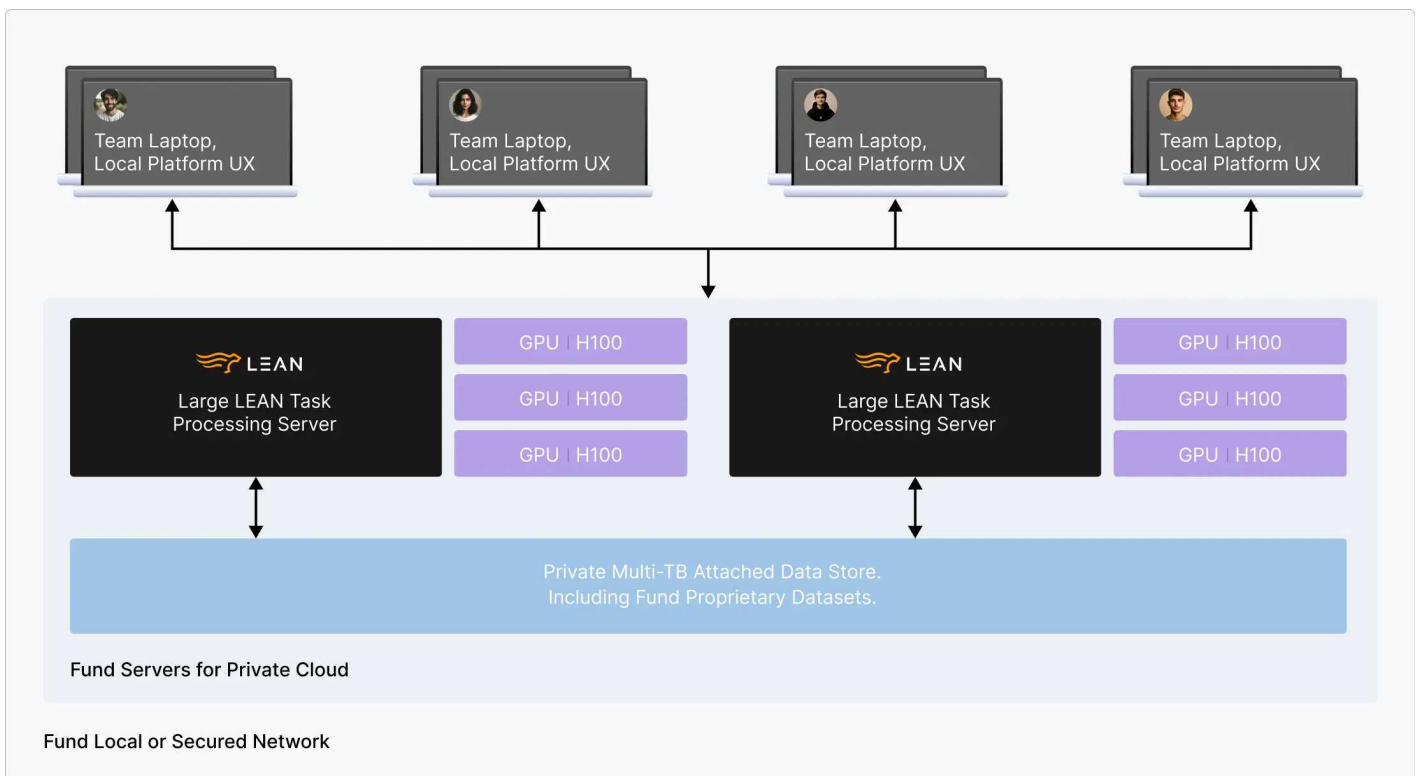 Team Laptop,
Local Platform UX
Team Laptop,
Local Platform UX
Team Laptop,
Local Platform UX
Team Laptop,
Local Platform UX
LEAN
Large LEAN Task
Processing Server
GPU | H100
GPU | H100
GPU | H100
LEAN
Large LEAN Task
Processing Server
GPU | H100
GPU | H100
GPU | H100
Private Multi-TB Attached Data Store.
Including Fund Proprietary Datasets.
Fund Servers for Private Cloud
Fund Local or Secured Network